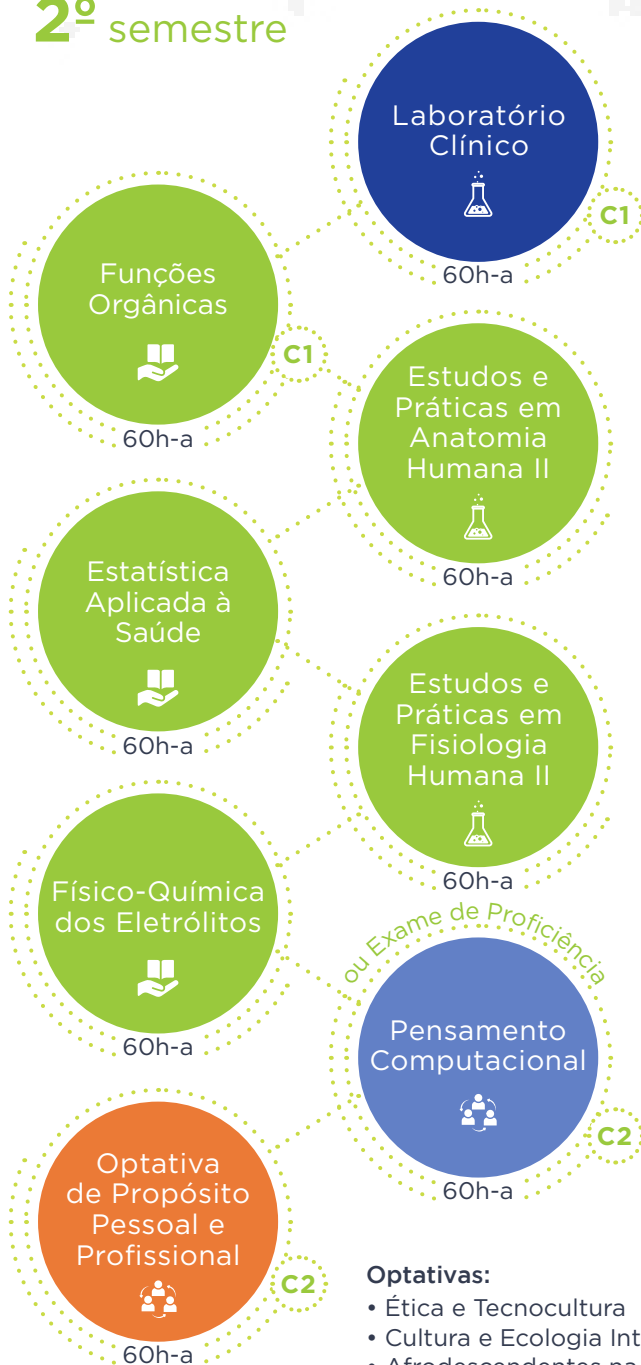 2º semestre
Laboratório
Clínico
C1
60h-a
Funções
Orgânicas
C1
60h-a
Estudos e
Práticas em
Anatomia
Humana II
60h-a
Estatística
Aplicada à
Saúde
60h-a
Estudos e
Práticas em
Fisiologia
Humana II
60h-a
Físico-Química
dos Eletrólitos
60h-a
ou Exame de Proficiência
Pensamento
Computacional
C2
60h-a
Optativa
de Propósito
Pessoal e
Profissional
C2
60h-a
Optativas:
• Ética e Tecnocultura
• Cultura e Ecologia Int
• Afrodescendentes na